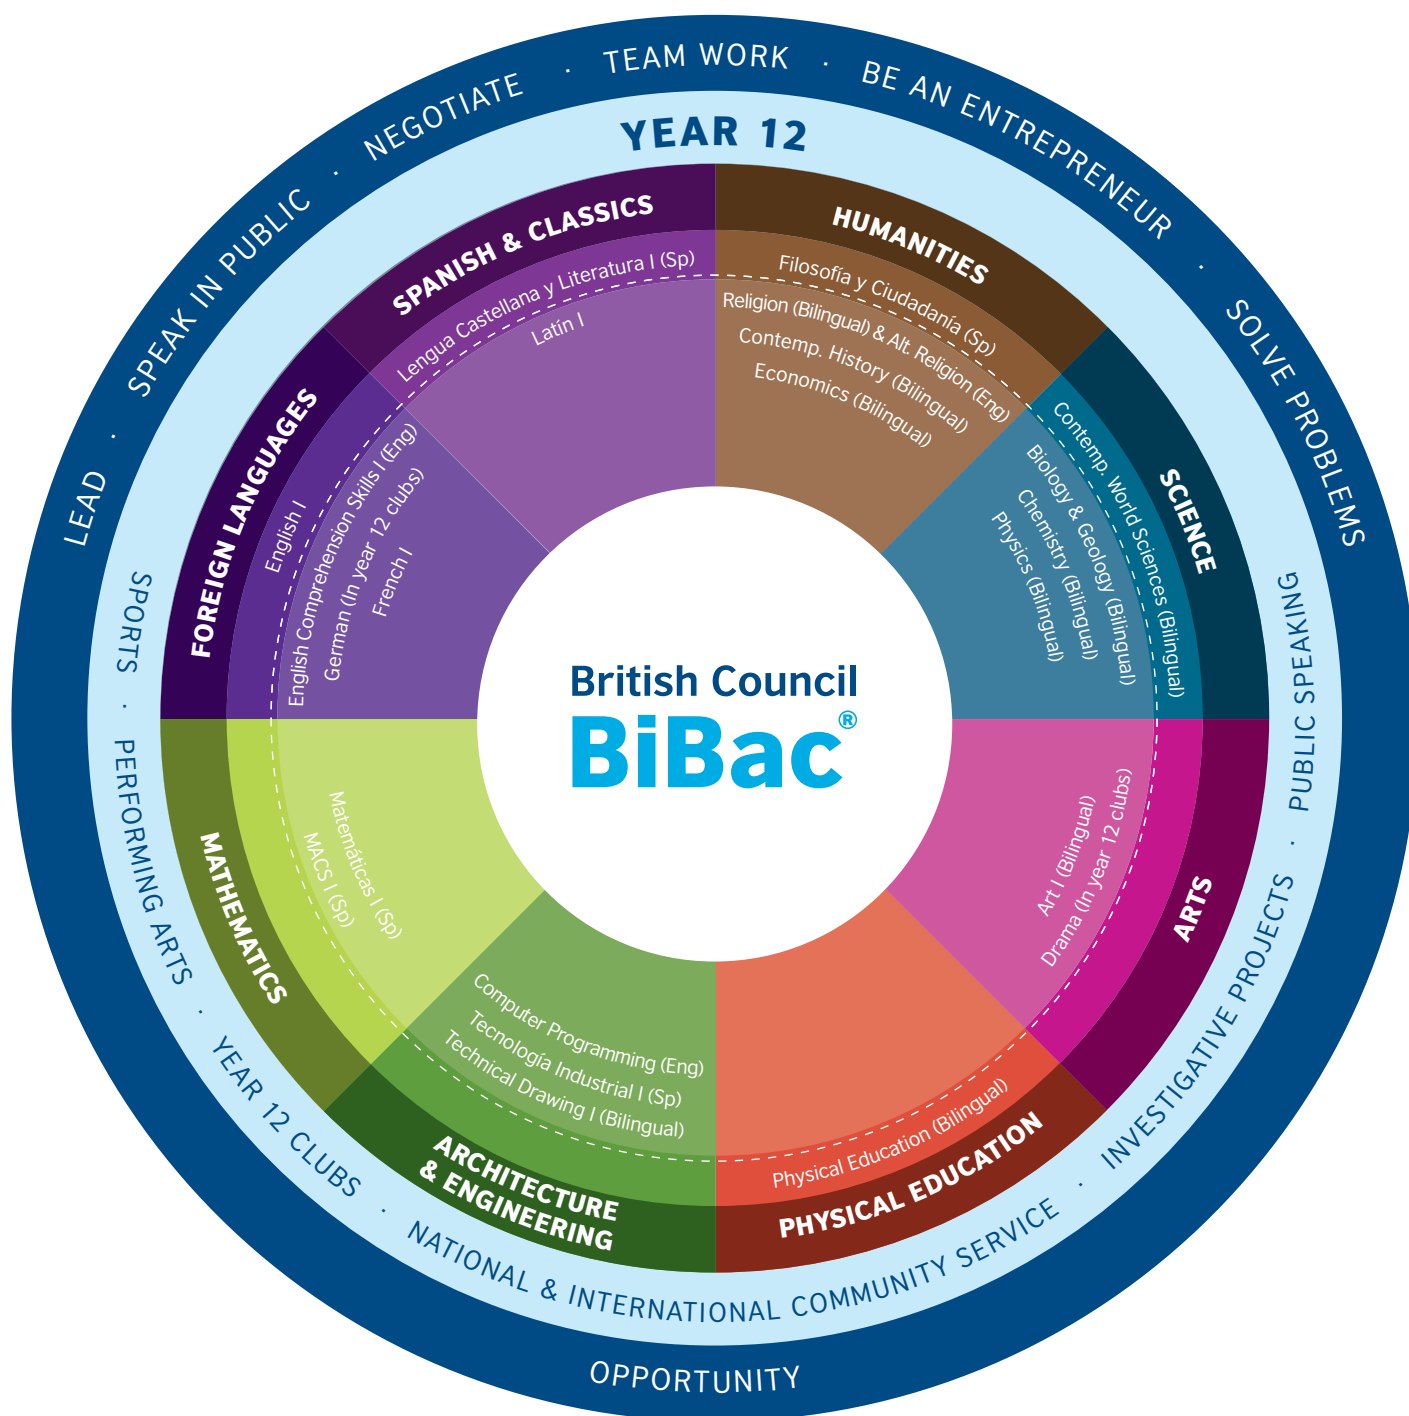 LEAD · SPEAK IN PUBLIC · NEGOTIATE · TEAM WORK · BE AN ENTREPRENEUR · SOLVE PROBLEMS
OPPORTUNITY
YEAR 12
SPORTS · PERFORMING ARTS · YEAR 12 CLUBS · NATIONAL & INTERNATIONAL COMMUNITY SERVICE · INVESTIGATIVE PROJECTS · PUBLIC SPEAKING
SPANISH & CLASSICS
Lengua Castellana y Literatura I (Sp)
Latín I
HUMANITIES
Filosofía y Ciudadanía (Sp)
Religion (Bilingual) & Alt. Religion (Eng)
Contemp. History (Bilingual)
Economics (Bilingual)
SCIENCE
Contemp. World Sciences (Bilingual)
Biology & Geology (Bilingual)
Chemistry (Bilingual)
Physics (Bilingual)
ARTS
Art I (Bilingual)
Drama (In year 12 clubs)
PHYSICAL EDUCATION
Physical Education (Bilingual)
ARCHITECTURE
& ENGINEERING
Computer Programming (Eng)
Tecnología Industrial I (Sp)
Technical Drawing I (Bilingual)
MATHEMATICS
Matemáticas I (Sp)
MACS I (Sp)
FOREIGN LANGUAGES
English I
English Comprehension Skills I (Eng)
German (In year 12 clubs)
French I
British Council
BiBac®